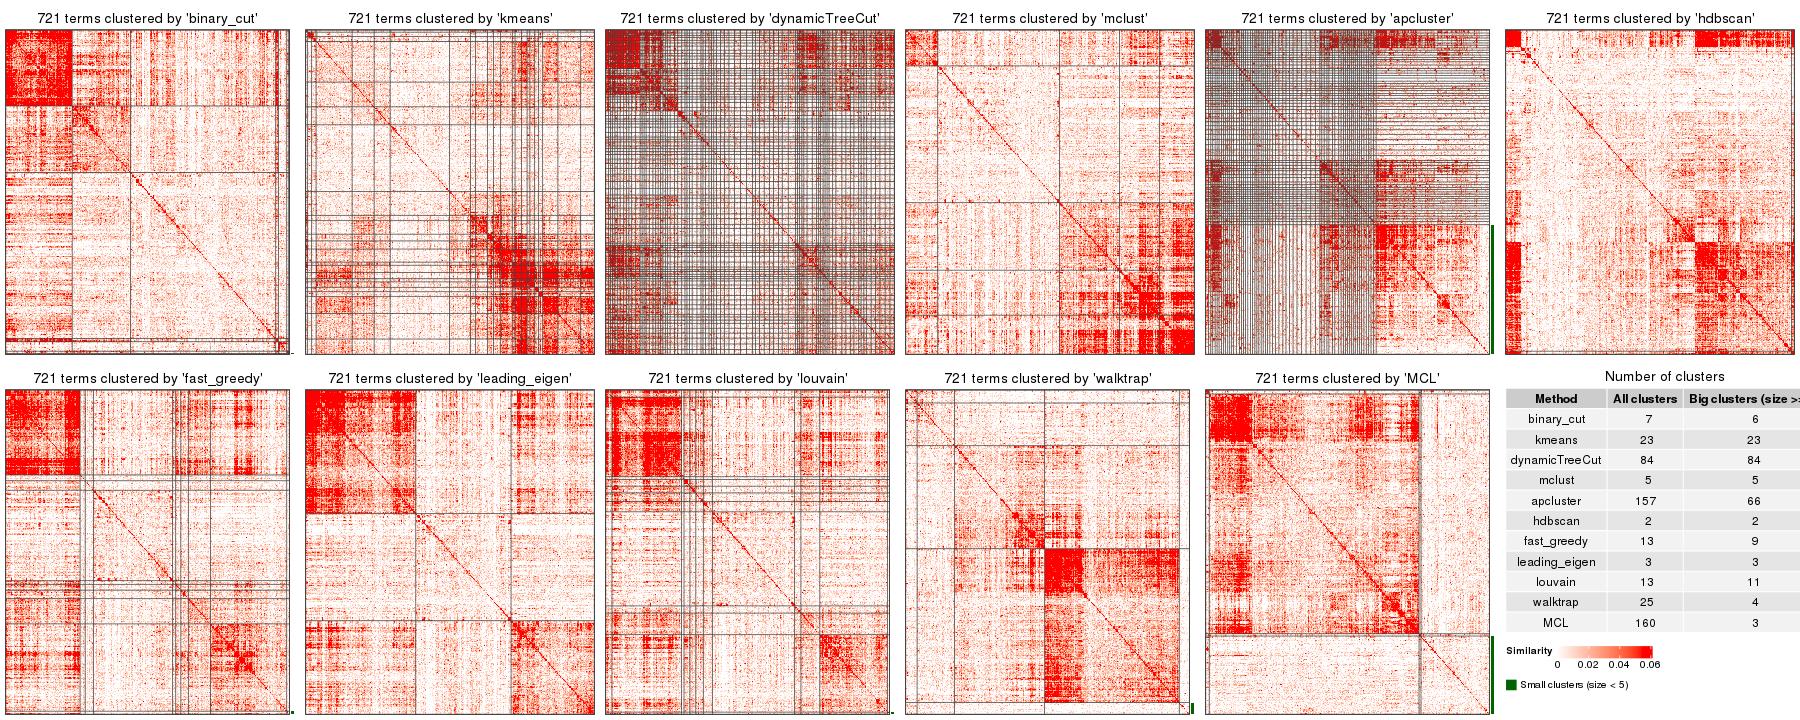 721 terms clustered by 'binary_cut'
721 terms clustered by 'kmeans'
721 terms clustered by 'dynamicTreeCut'
721 terms clustered by 'mclust'
721 terms clustered by 'apcluster'
721 terms clustered by 'hdbscan'
721 terms clustered by 'fast_greedy'
721 terms clustered by 'leading_eigen'
721 terms clustered by 'louvain'
721 terms clustered by 'walktrap'
721 terms clustered by 'MCL'
Number of clusters
Method All clusters Big clusters (size >=
binary_cut 7 6
kmeans 23 23
dynamicTreeCut 84 84
mclust 5 5
apcluster 157 66
hdbscan 2 2
fast_greedy 13 9
leading_eigen 3 3
louvain 13 11
walktrap 25 4
MCL 160 3
Similarity
0 0.02 0.04 0.06
Small clusters (size < 5)